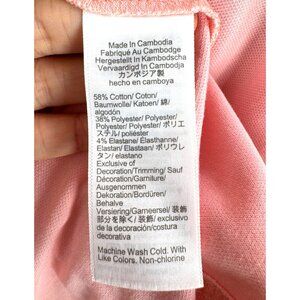 Made In Cambodia
Fabriqué Au Cambodge
Hergestellt In Kambodscha
Vervaardigd In Cambodja
カンボジア製
hecho en camboya
58% Cotton/ Coton/
Baumwolle/ Katoen/ 綿/
algodón
38% Polyester/ Polyester/
Polyester/ Polyester/ ポリエ
ステル/ poliéster
4% Elastane/ Élasthanne/
Elastan/ Elastaan/ ポリウレ
タン/ elastano
Exclusive of
Decoration/Trimming/ Sauf
Décoration/Garniture/
Ausgenommen
Dekoration/Bordüren/
Behalve
Versiering/Garneersel/ 装飾
部分を除く/ 装飾/ exclusivo
de la decoración/costura
decorativa
Machine Wash Cold. With
Like Colors. Non-chlorine